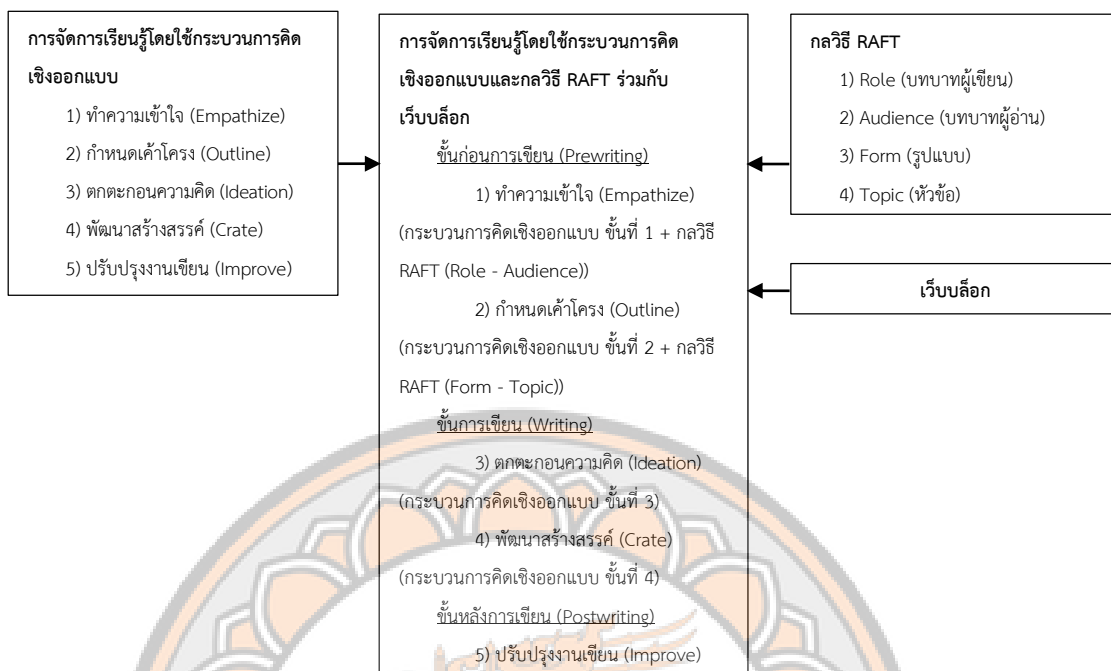 การจัดการเรียนรู้โดยใช้กระบวนการคิด
เชิงออกแบบ
1) ทำความเข้าใจ (Empathize)
2) กำหนดเค้าโครง (Outline)
3) ตกตะกอนความคิด (Ideation)
4) พัฒนาสร้างสรรค์ (Crate)
5) ปรับปรุงงานเขียน (Improve)
การจัดการเรียนรู้โดยใช้กระบวนการคิด
เชิงออกแบบและกลวิธี RAFT ร่วมกับ
เว็บบล็อก
ขั้นก่อนการเขียน (Prewriting)
1) ทำความเข้าใจ (Empathize)
(กระบวนการคิดเชิงออกแบบ ขั้นที่ 1 + กลวิธี
RAFT (Role - Audience))
2) กำหนดเค้าโครง (Outline)
(กระบวนการคิดเชิงออกแบบ ขั้นที่ 2 + กลวิธี
RAFT (Form - Topic))
ขั้นการเขียน (Writing)
3) ตกตะกอนความคิด (Ideation)
(กระบวนการคิดเชิงออกแบบ ขั้นที่ 3)
4) พัฒนาสร้างสรรค์ (Crate)
(กระบวนการคิดเชิงออกแบบ ขั้นที่ 4)
ขั้นหลังการเขียน (Postwriting)
5) ปรับปรุงงานเขียน (Improve)
กลวิธี RAFT
1) Role (บทบาทผู้เขียน)
2) Audience (บทบาทผู้อ่าน)
3) Form (รูปแบบ)
4) Topic (หัวข้อ)
เว็บบล็อก